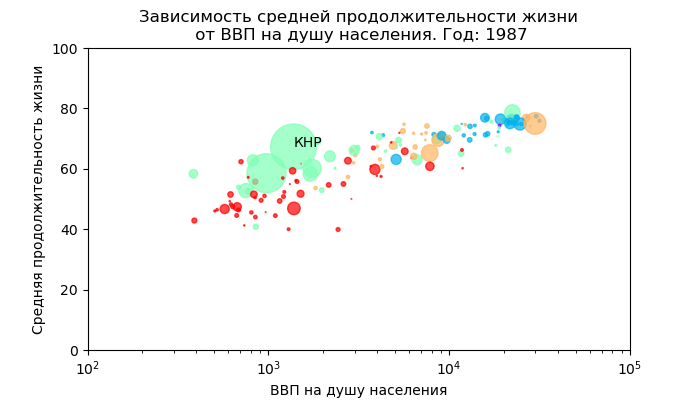 Зависимость средней продолжительности жизни
от ВВП на душу населения. Год: 1987
Средняя продолжительность жизни
100
80
60
40
20
0
КНР
10²
10³
10⁴
10⁵
ВВП на душу населения